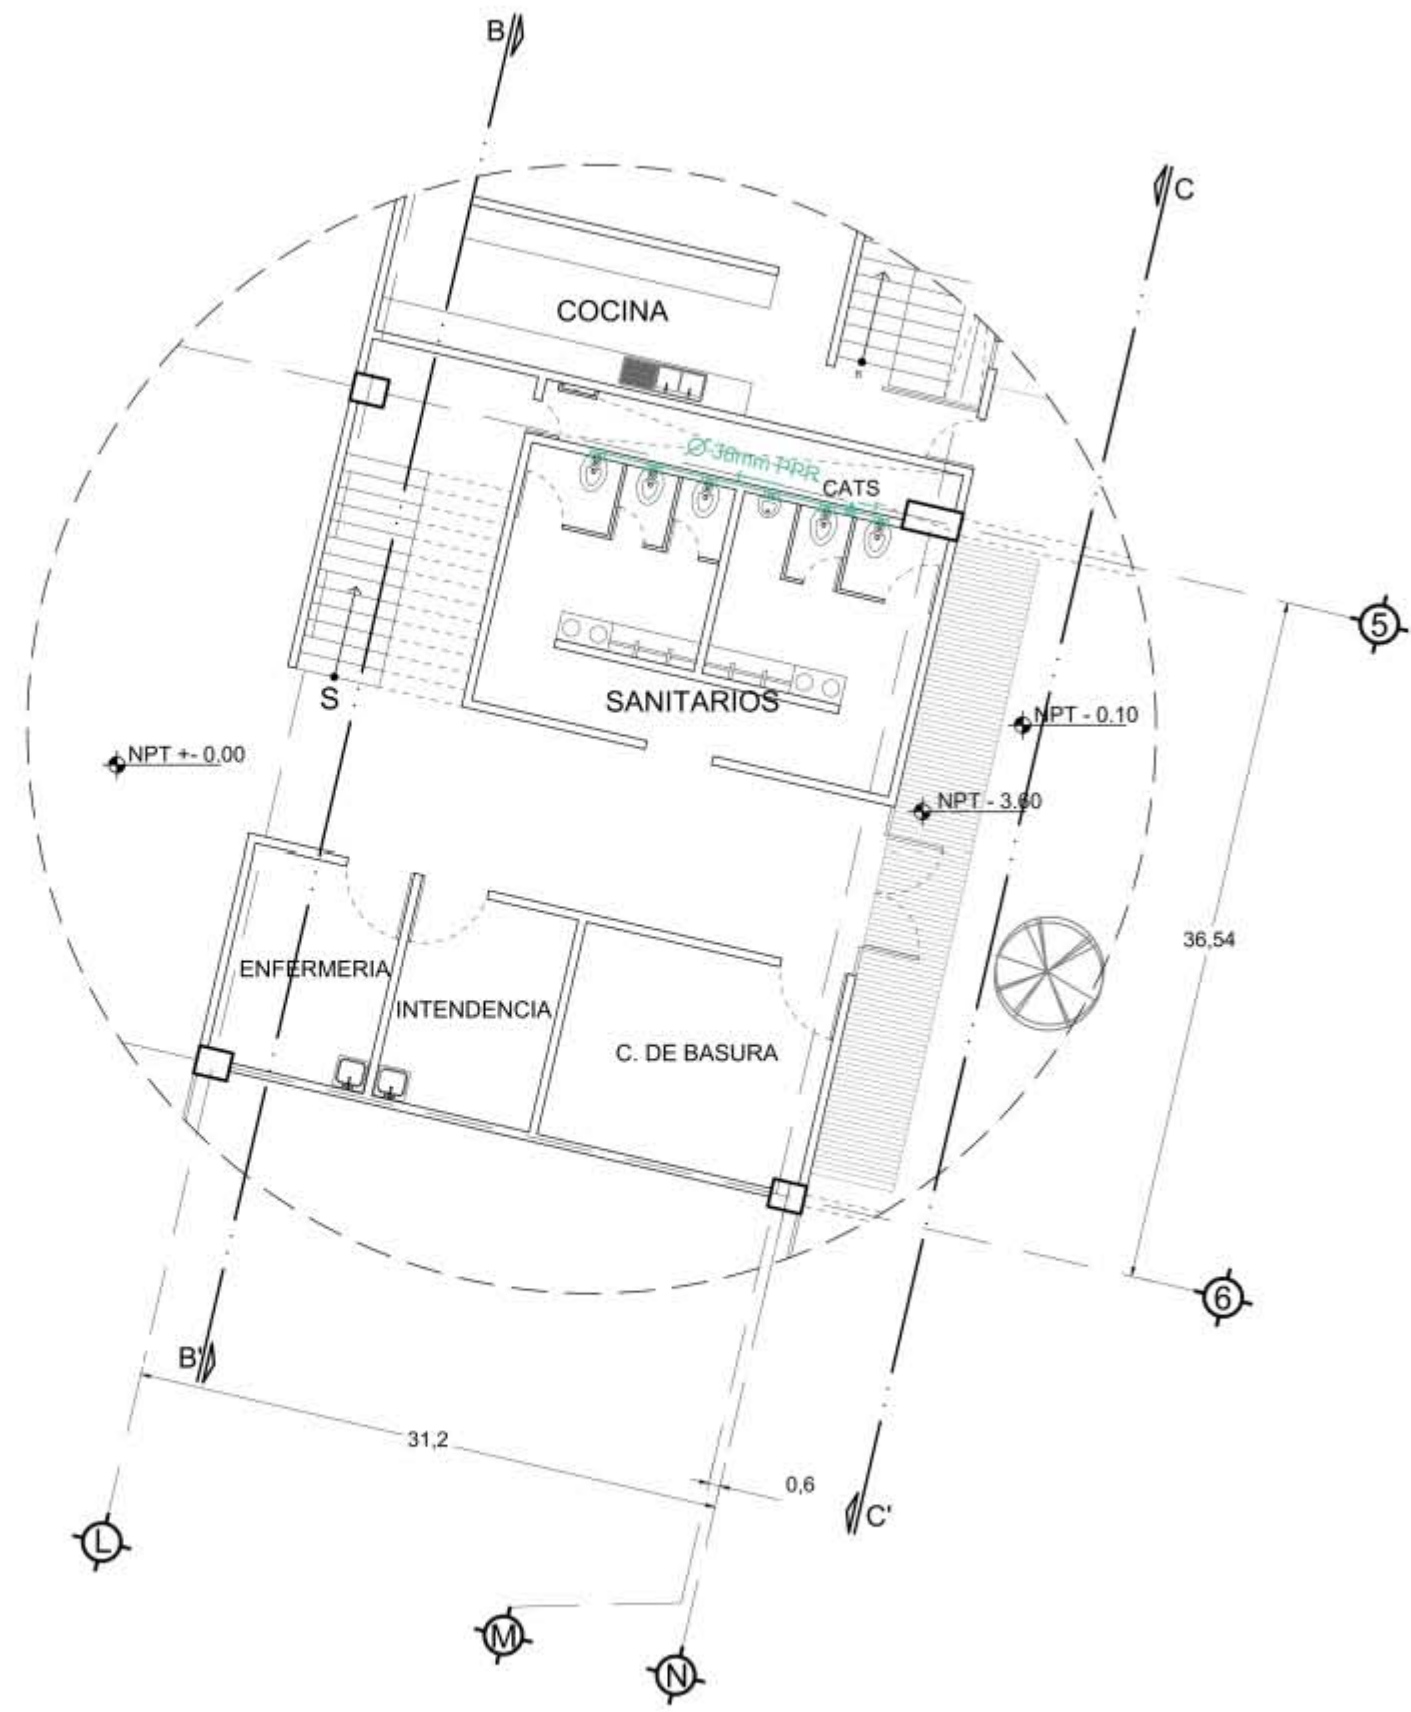 B
C
COCINA
Ø 38mm PPR
CATS
5
S
SANITARIOS
NPT - 0.10
NPT +- 0.00
NPT - 3.60
36,54
ENFERMERIA
INTENDENCIA
C. DE BASURA
6
B'
31,2
0,6
C'
L
M
N